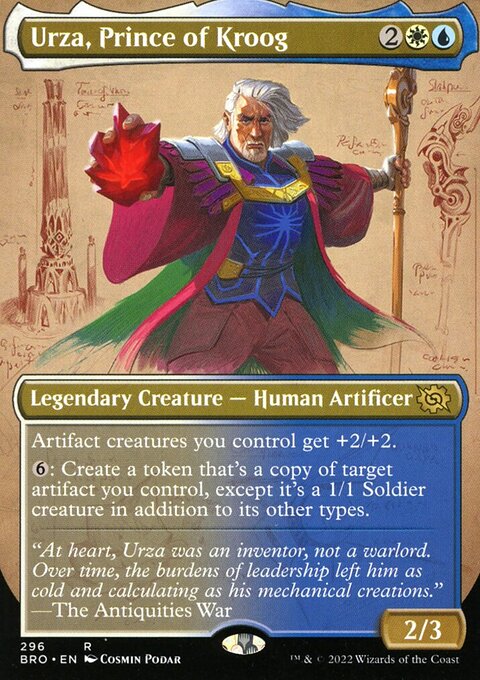 Urza, Prince of Kroog 2
Legendary Creature — Human Artificer
Artifact creatures you control get +2/+2.
6: Create a token that's a copy of target
artifact you control, except it's a 1/1 Soldier
creature in addition to its other types.
“At heart, Urza was an inventor, not a warlord.
Over time, the burdens of leadership left him as
cold and calculating as his mechanical creations.”
—The Antiquities War
2/3
296 R
BRO • EN Cosmin Podar
™ & © 2022 Wizards of the Coast